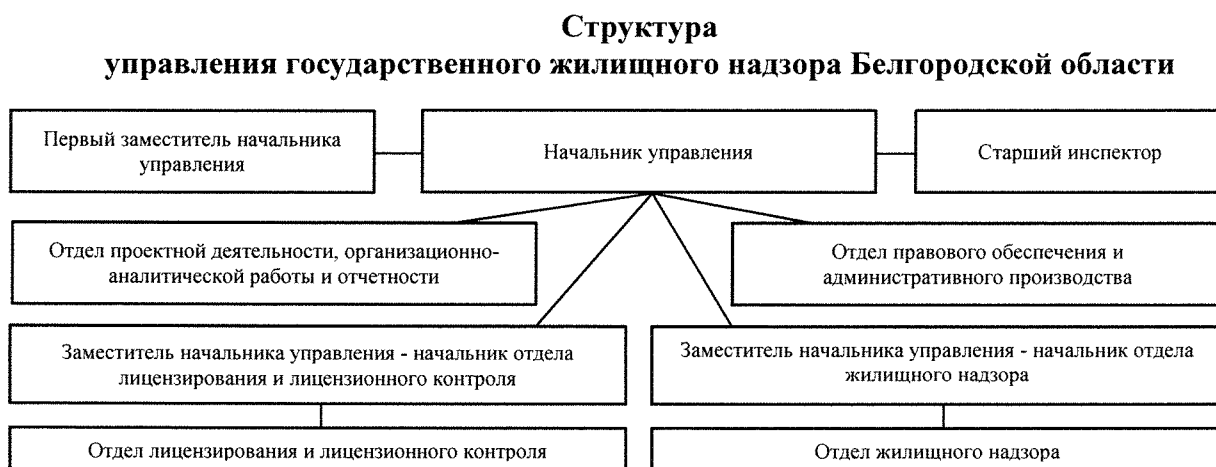 Структура
управления государственного жилищного надзора Белгородской области
Первый заместитель начальника
управления
Начальник управления
Старший инспектор
Отдел проектной деятельности, организационно-
аналитической работы и отчетности
Отдел правового обеспечения и
административного производства
Заместитель начальника управления - начальник отдела
лицензирования и лицензионного контроля
Заместитель начальника управления - начальник отдела
жилищного надзора
Отдел лицензирования и лицензионного контроля
Отдел жилищного надзора